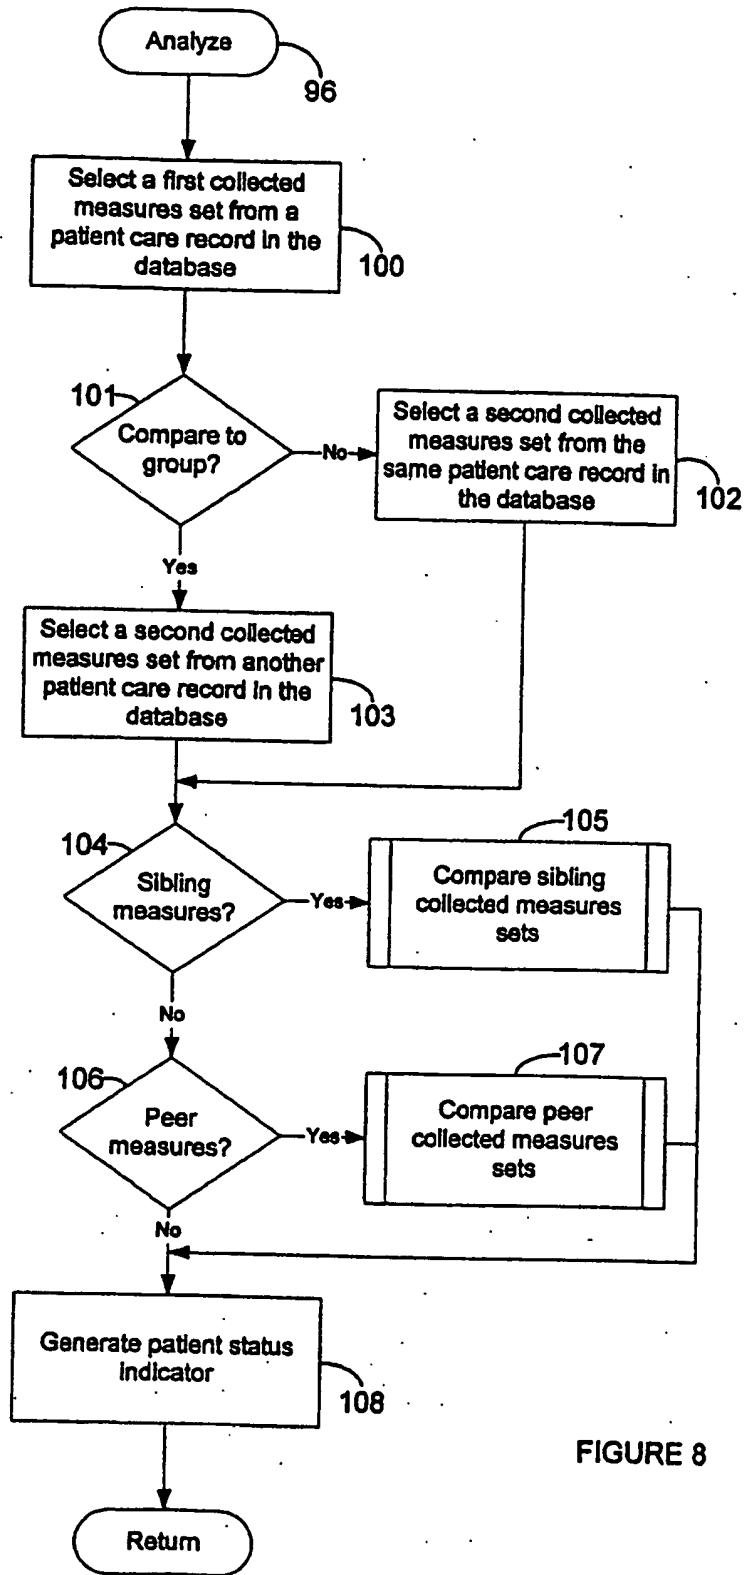 Analyze
96
Select a first collected
measures set from a
patient care record in the
database
100
101
Compare to
group?
No
Select a second collected
measures set from the
same patient care record in
the database
102
Yes
Select a second collected
measures set from another
patient care record in the
database
103
104
Sibling
measures?
Yes
105
Compare sibling
collected measures
sets
No
106
Peer
measures?
Yes
107
Compare peer
collected measures
sets
No
Generate patient status
indicator
108
FIGURE 8
Return